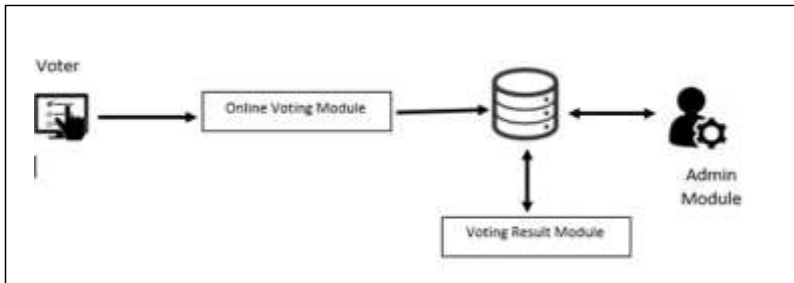 Voter
Online Voting Module
Admin
Module
Voting Result Module